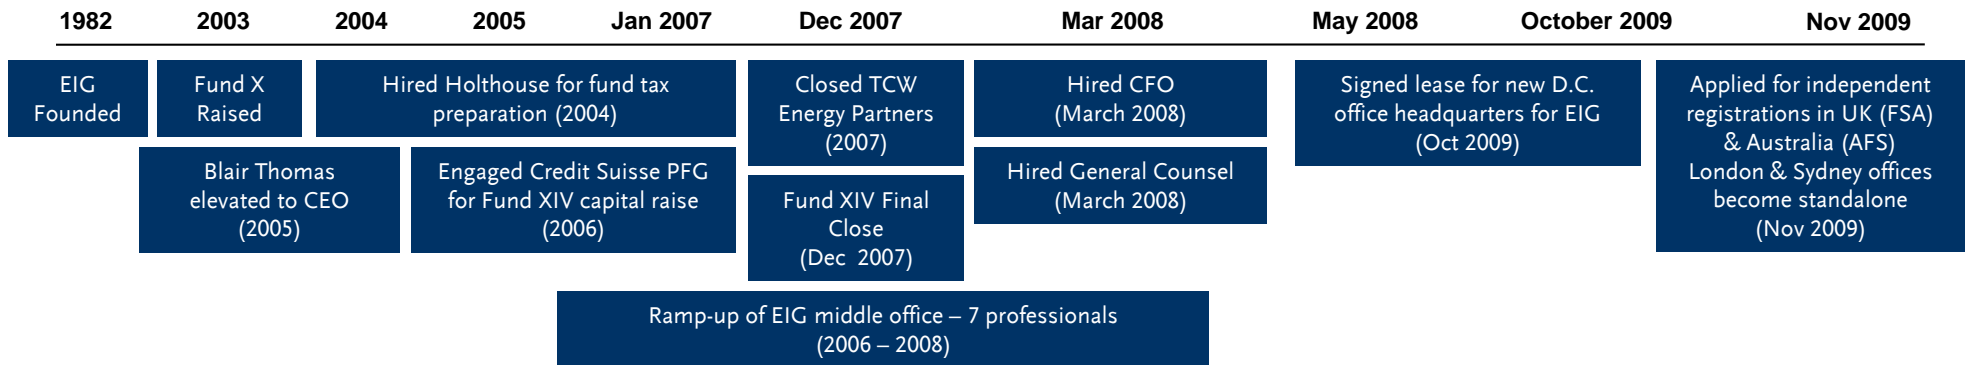 1982 2003 2004 2005 Jan 2007 Dec 2007 Mar 2008 May 2008 October 2009 Nov 2009
EIG
Founded
Fund X
Raised
Hired Holthouse for fund tax
preparation (2004)
Closed TCW
Energy Partners
(2007)
Hired CFO
(March 2008)
Signed lease for new D.C.
office headquarters for EIG
(Oct 2009)
Applied for independent
registrations in UK (FSA)
& Australia (AFS)
London & Sydney offices
become standalone
(Nov 2009)
Blair Thomas
elevated to CEO
(2005)
Engaged Credit Suisse PFG
for Fund XIV capital raise
(2006)
Fund XIV Final
Close
(Dec 2007)
Hired General Counsel
(March 2008)
Ramp-up of EIG middle office – 7 professionals
(2006 – 2008)